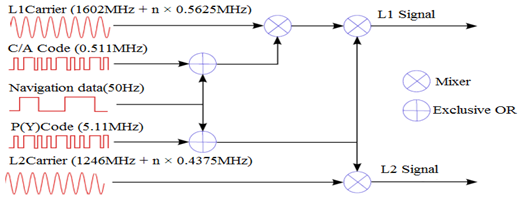 L1Carrier (1602MHz + n × 0.5625MHz)
L1 Signal
C/A Code (0.511MHz)
Navigation data(50Hz)
Mixer
Exclusive OR
P(Y)Code (5.11MHz)
L2Carrier (1246MHz + n × 0.4375MHz)
L2 Signal